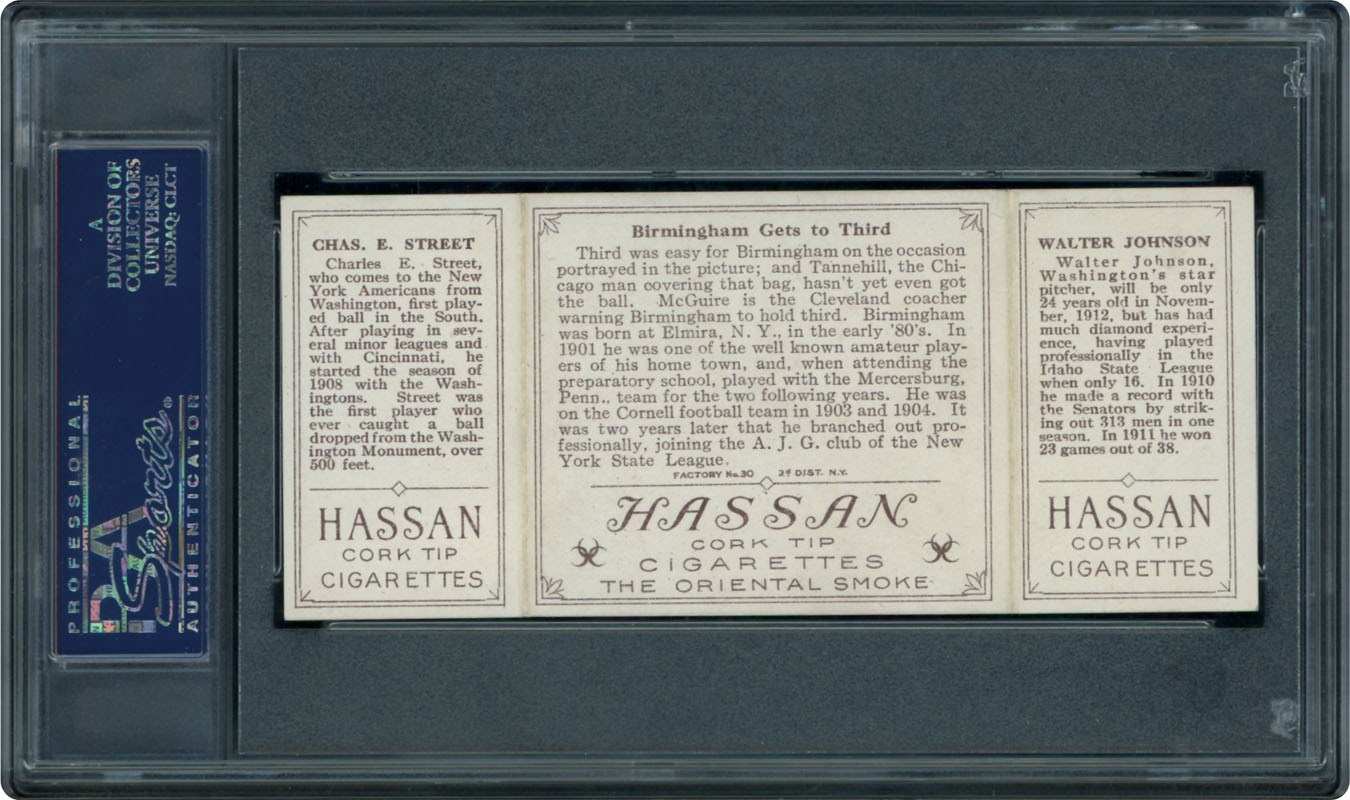 A
DIVISION OF
COLLECTORS
UNIVERSE
NASDAQ: CLCT
PROFESSIONAL
PSA
Sports®
AUTHENTICATOR
CHAS. E. STREET
Charles E. Street,
who comes to the New
York Americans from
Washington, first play-
ed ball in the South.
After playing in sev-
eral minor leagues and
with Cincinnati, he
started the season of
1908 with the Wash-
ingtons. Street was
the first player who
ever caught a ball
dropped from the Wash-
ington Monument, over
500 feet.
HASSAN
CORK TIP
CIGARETTES
Birmingham Gets to Third
Third was easy for Birmingham on the occasion
portrayed in the picture; and Tannehill, the Chi-
cago man covering that bag, hasn't yet even got
the ball. McGuire is the Cleveland coacher
warning Birmingham to hold third. Birmingham
was born at Elmira, N. Y., in the early '80's. In
1901 he was one of the well known amateur play-
ers of his home town, and, when attending the
preparatory school, played with the Mercersburg,
Penn., team for the two following years. He was
on the Cornell football team in 1903 and 1904. It
was two years later that he branched out pro-
fessionally, joining the A. J. G. club of the New
York State League.
FACTORY No. 30 2d DIST. N.Y.
HASSAN
CORK TIP
CIGARETTES
THE ORIENTAL SMOKE
WALTER JOHNSON
Walter Johnson,
Washington's star
pitcher, will be only
24 years old in Novem-
ber, 1912, but has had
much diamond experi-
ence, having played
professionally in the
Idaho State League
when only 16. In 1910
he made a record with
the Senators by strik-
ing out 313 men in one
season. In 1911 he won
23 games out of 38.
HASSAN
CORK TIP
CIGARETTES